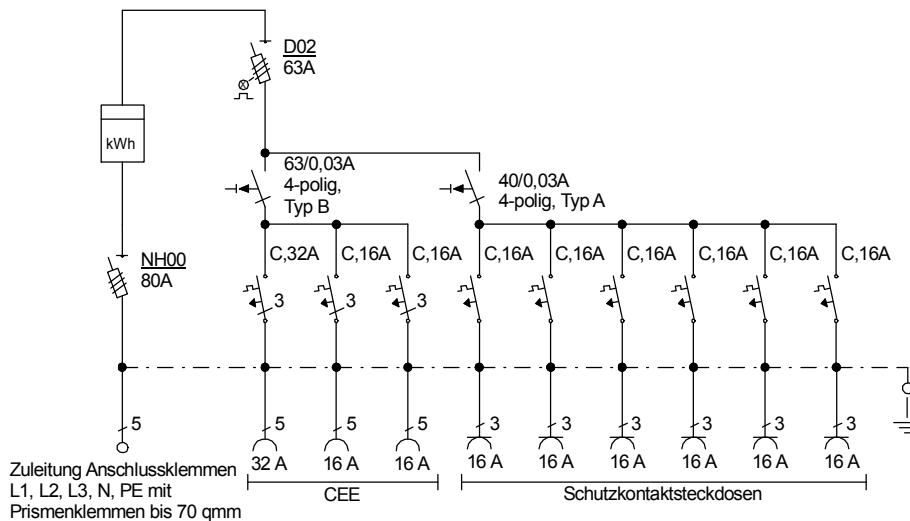 D02
63A
kWh
63/0,03A
4-polig,
Typ B
40/0,03A
4-polig, Typ A
NH00
80A
C,32A C,16A C,16A C,16A C,16A C,16A C,16A C,16A C,16A
3 3 3
5 5 5 5 3 3 3 3 3 3
32 A 16 A 16 A 16 A 16 A 16 A 16 A 16 A 16 A
Zuleitung Anschlussklemmen
L1, L2, L3, N, PE mit
Prismenklemmen bis 70 qmm
CEE
Schutzkontaktsteckdosen